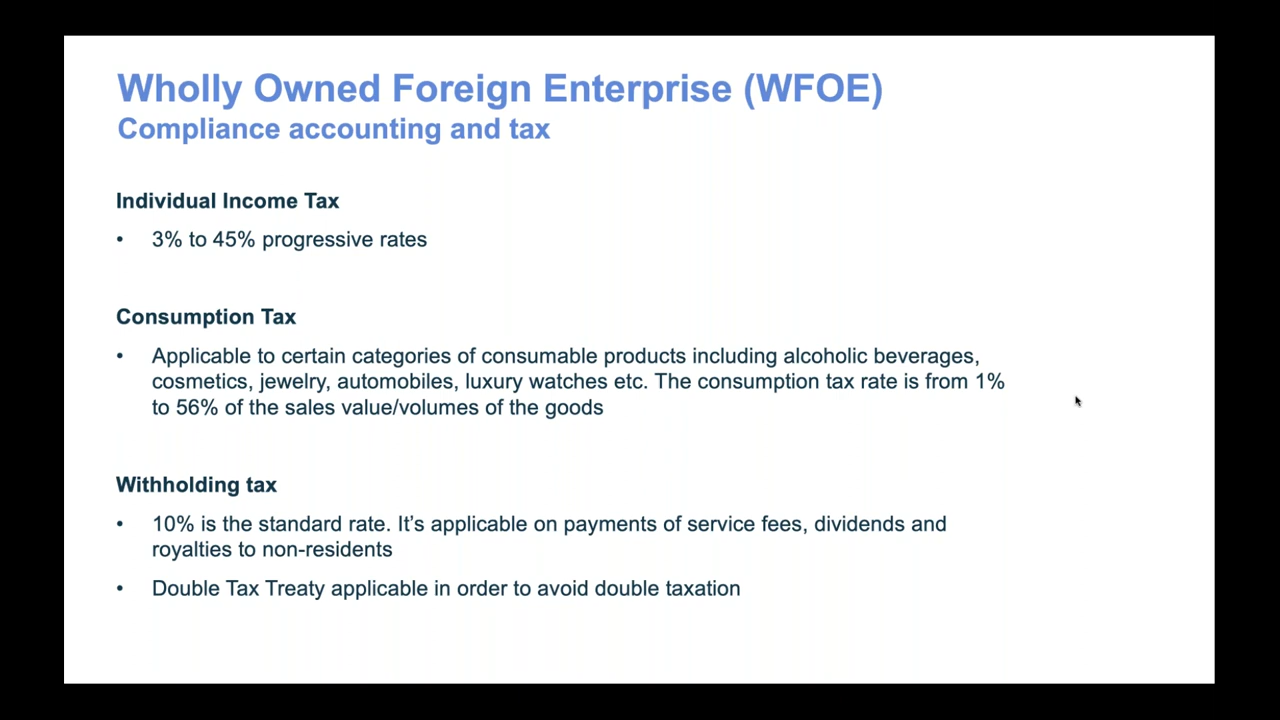 Wholly Owned Foreign Enterprise (WFOE)
Compliance accounting and tax
Individual Income Tax
• 3% to 45% progressive rates
Consumption Tax
• Applicable to certain categories of consumable products including alcoholic beverages,
cosmetics, jewelry, automobiles, luxury watches etc. The consumption tax rate is from 1%
to 56% of the sales value/volumes of the goods
Withholding tax
• 10% is the standard rate. It’s applicable on payments of service fees, dividends and
royalties to non-residents
• Double Tax Treaty applicable in order to avoid double taxation